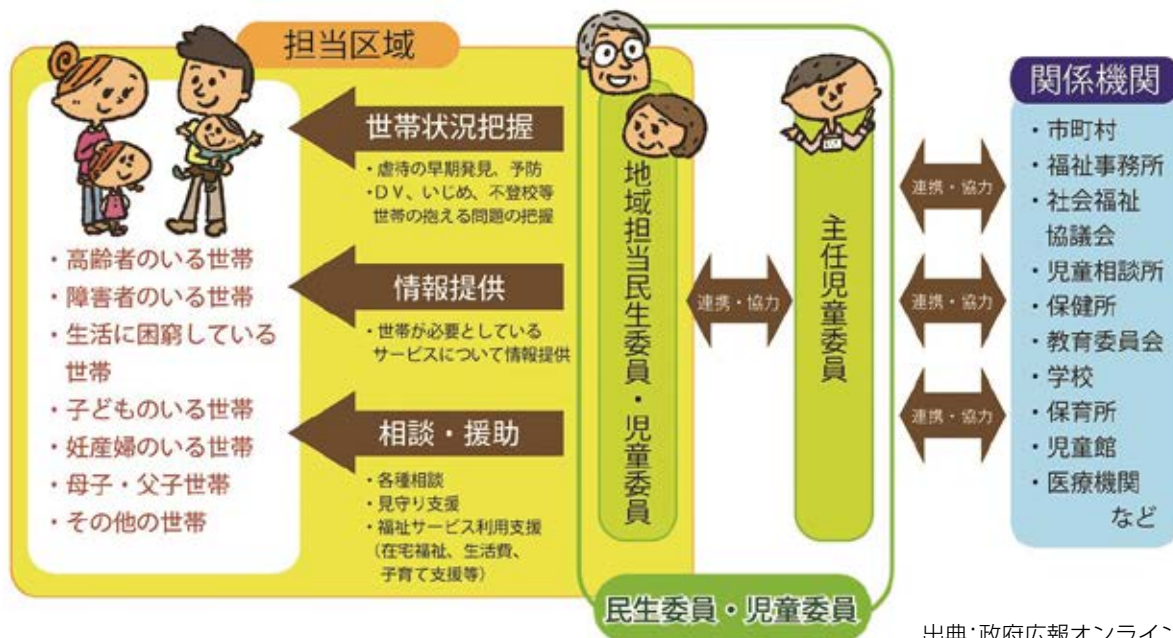 担当区域
・高齢者のいる世帯
・障害者のいる世帯
・生活に困窮している
世帯
・子どものいる世帯
・妊産婦のいる世帯
・母子・父子世帯
・その他の世帯
世帯状況把握
・虐待の早期発見、予防
・DV、いじめ、不登校等
世帯の抱える問題の把握
情報提供
・世帯が必要としている
サービスについて情報提供
相談・援助
・各種相談
・見守り支援
・福祉サービス利用支援
(在宅福祉、生活費、
子育て支援等)
地域担当民生委員・児童委員
連携・協力
主任児童委員
民生委員・児童委員
連携・協力
連携・協力
連携・協力
関係機関
・市町村
・福祉事務所
・社会福祉
協議会
・児童相談所
・保健所
・教育委員会
・学校
・保育所
・児童館
・医療機関
など
出典:政府広報オンライン